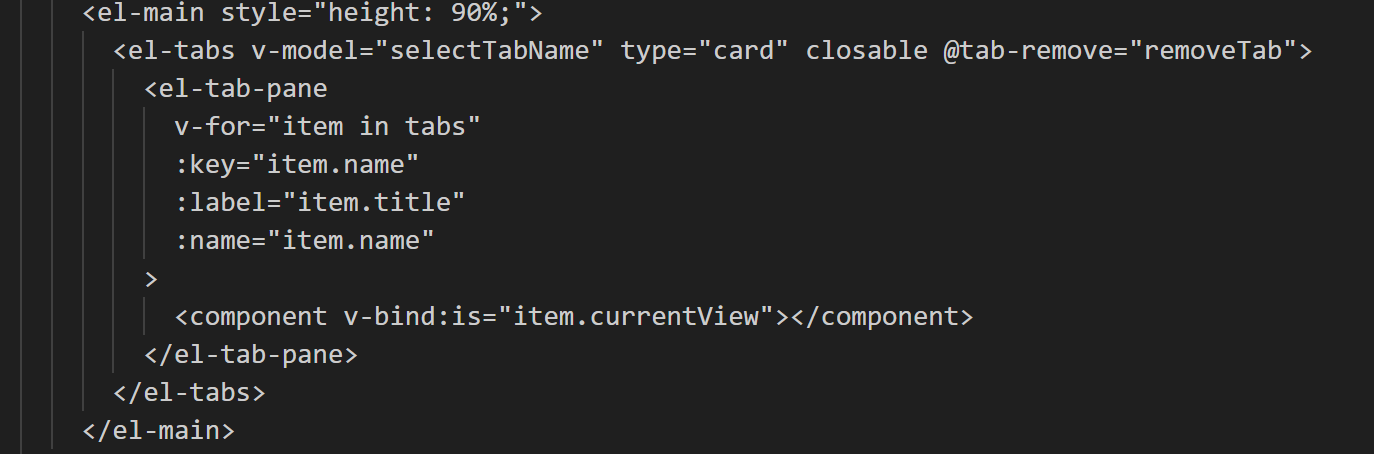 <el-main style="height: 90%;">
<el-tabs v-model="selectTabName" type="card" closable @tab-remove="removeTab">
<el-tab-pane
v-for="item in tabs"
:key="item.name"
:label="item.title"
:name="item.name"
>
<component v-bind:is="item.currentView"></component>
</el-tab-pane>
</el-tabs>
</el-main>